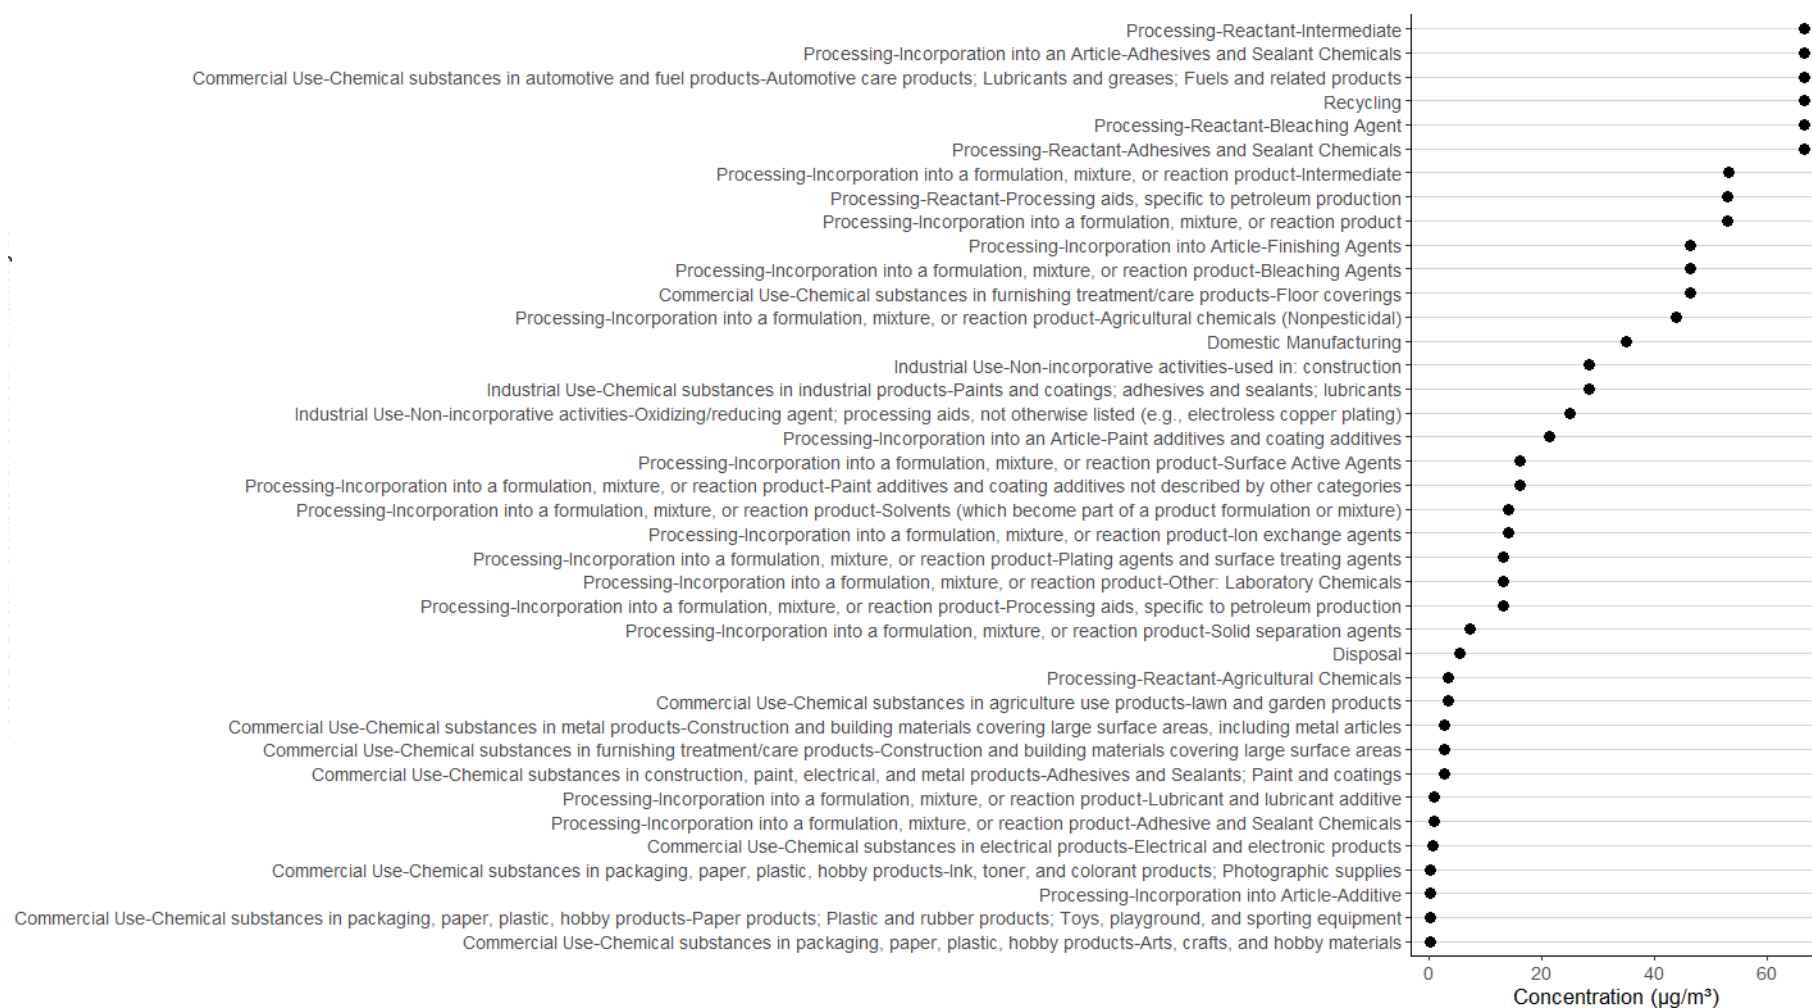 Processing-Reactant-Intermediate
Processing-Incorporation into an Article-Adhesives and Sealant Chemicals
Commercial Use-Chemical substances in automotive and fuel products-Automotive care products; Lubricants and greases; Fuels and related products
Recycling
Processing-Reactant-Bleaching Agent
Processing-Reactant-Adhesives and Sealant Chemicals
Processing-Incorporation into a formulation, mixture, or reaction product-Intermediate
Processing-Reactant-Processing aids, specific to petroleum production
Processing-Incorporation into a formulation, mixture, or reaction product
Processing-Incorporation into Article-Finishing Agents
Processing-Incorporation into a formulation, mixture, or reaction product-Bleaching Agents
Commercial Use-Chemical substances in furnishing treatment/care products-Floor coverings
Processing-Incorporation into a formulation, mixture, or reaction product-Agricultural chemicals (Nonpesticidal)
Domestic Manufacturing
Industrial Use-Non-incorporative activities-used in: construction
Industrial Use-Chemical substances in industrial products-Paints and coatings; adhesives and sealants; lubricants
Industrial Use-Non-incorporative activities-Oxidizing/reducing agent; processing aids, not otherwise listed (e.g., electroless copper plating)
Processing-Incorporation into an Article-Paint additives and coating additives
Processing-Incorporation into a formulation, mixture, or reaction product-Surface Active Agents
Processing-Incorporation into a formulation, mixture, or reaction product-Paint additives and coating additives not described by other categories
Processing-Incorporation into a formulation, mixture, or reaction product-Solvents (which become part of a product formulation or mixture)
Processing-Incorporation into a formulation, mixture, or reaction product-Ion exchange agents
Processing-Incorporation into a formulation, mixture, or reaction product-Plating agents and surface treating agents
Processing-Incorporation into a formulation, mixture, or reaction product-Other: Laboratory Chemicals
Processing-Incorporation into a formulation, mixture, or reaction product-Processing aids, specific to petroleum production
Processing-Incorporation into a formulation, mixture, or reaction product-Solid separation agents
Disposal
Processing-Reactant-Agricultural Chemicals
Commercial Use-Chemical substances in agriculture use products-lawn and garden products
Commercial Use-Chemical substances in metal products-Construction and building materials covering large surface areas, including metal articles
Commercial Use-Chemical substances in furnishing treatment/care products-Construction and building materials covering large surface areas
Commercial Use-Chemical substances in construction, paint, electrical, and metal products-Adhesives and Sealants; Paint and coatings
Processing-Incorporation into a formulation, mixture, or reaction product-Lubricant and lubricant additive
Processing-Incorporation into a formulation, mixture, or reaction product-Adhesive and Sealant Chemicals
Commercial Use-Chemical substances in electrical products-Electrical and electronic products
Commercial Use-Chemical substances in packaging, paper, plastic, hobby products-Ink, toner, and colorant products; Photographic supplies
Processing-Incorporation into Article-Additive
Commercial Use-Chemical substances in packaging, paper, plastic, hobby products-Paper products; Plastic and rubber products; Toys, playground, and sporting equipment
Commercial Use-Chemical substances in packaging, paper, plastic, hobby products-Arts, crafts, and hobby materials
0 20 40 60
Concentration (µg/m³)